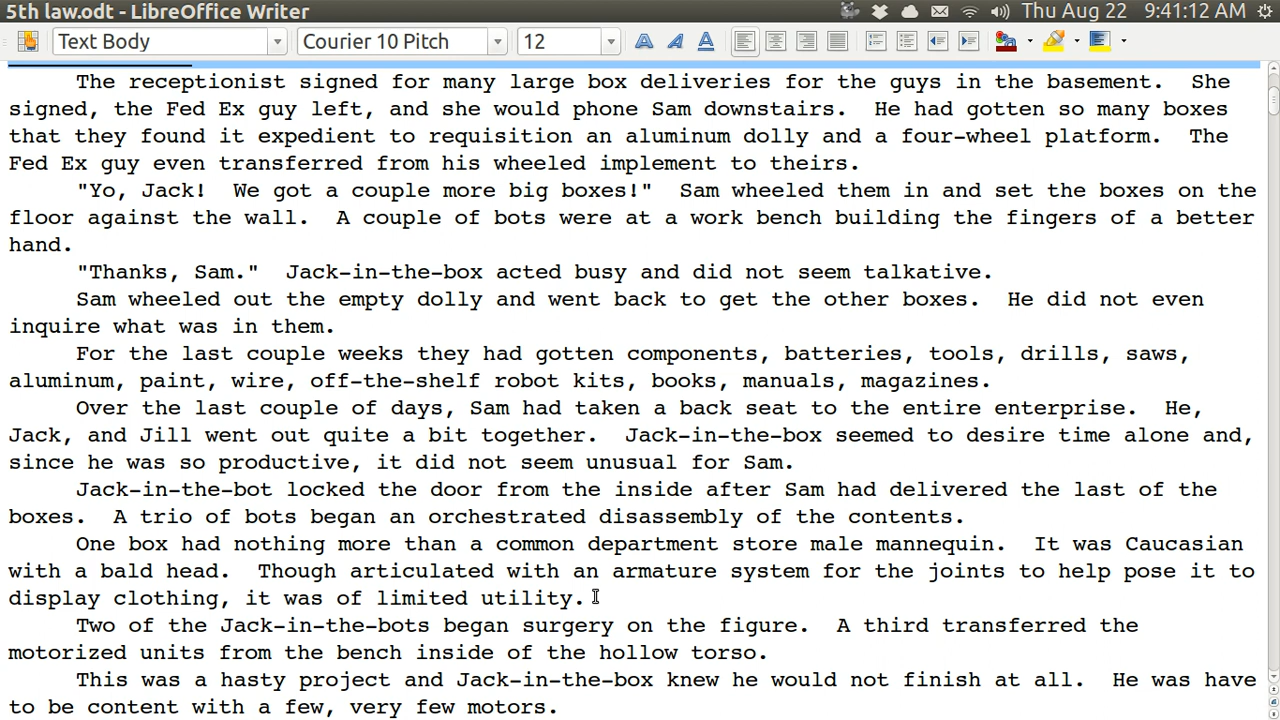 5th law.odt - LibreOffice Writer Thu Aug 22 9:41:12 AM
Text Body Courier 10 Pitch 12
The receptionist signed for many large box deliveries for the guys in the basement.  She
signed, the Fed Ex guy left, and she would phone Sam downstairs.  He had gotten so many boxes
that they found it expedient to requisition an aluminum dolly and a four-wheel platform.  The
Fed Ex guy even transferred from his wheeled implement to theirs.
"Yo, Jack!  We got a couple more big boxes!"  Sam wheeled them in and set the boxes on the
floor against the wall.  A couple of bots were at a work bench building the fingers of a better
hand.
"Thanks, Sam."  Jack-in-the-box acted busy and did not seem talkative.
Sam wheeled out the empty dolly and went back to get the other boxes.  He did not even
inquire what was in them.
For the last couple weeks they had gotten components, batteries, tools, drills, saws,
aluminum, paint, wire, off-the-shelf robot kits, books, manuals, magazines.
Over the last couple of days, Sam had taken a back seat to the entire enterprise.  He,
Jack, and Jill went out quite a bit together.  Jack-in-the-box seemed to desire time alone and,
since he was so productive, it did not seem unusual for Sam.
Jack-in-the-bot locked the door from the inside after Sam had delivered the last of the
boxes.  A trio of bots began an orchestrated disassembly of the contents.
One box had nothing more than a common department store male mannequin.  It was Caucasian
with a bald head.  Though articulated with an armature system for the joints to help pose it to
display clothing, it was of limited utility.
Two of the Jack-in-the-bots began surgery on the figure.  A third transferred the
motorized units from the bench inside of the hollow torso.
This was a hasty project and Jack-in-the-box knew he would not finish at all.  He was have
to be content with a few, very few motors.